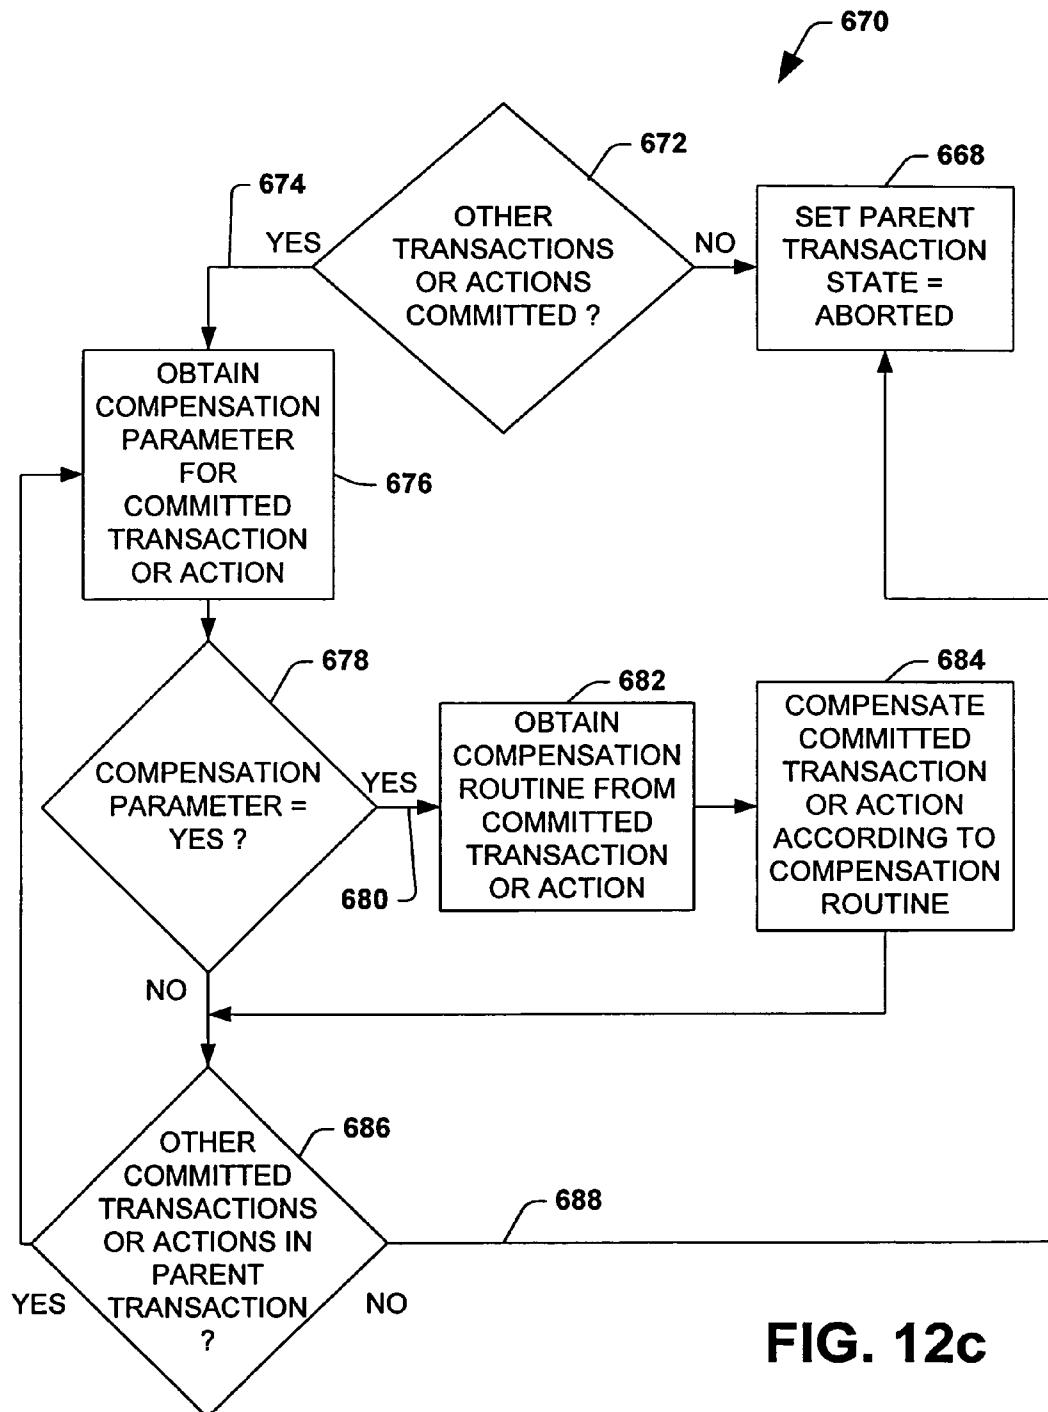 670
672
674
668
OTHER
TRANSACTIONS
OR ACTIONS
COMMITTED ?
YES
NO
SET PARENT
TRANSACTION
STATE =
ABORTED
OBTAIN
COMPENSATION
PARAMETER
FOR
COMMITTED
TRANSACTION
OR ACTION
676
678
COMPENSATION
PARAMETER =
YES ?
YES
680
NO
682
OBTAIN
COMPENSATION
ROUTINE FROM
COMMITTED
TRANSACTION
OR ACTION
684
COMPENSATE
COMMITTED
TRANSACTION
OR ACTION
ACCORDING TO
COMPENSATION
ROUTINE
686
OTHER
COMMITTED
TRANSACTIONS
OR ACTIONS IN
PARENT
TRANSACTION
?
YES
NO
688
FIG. 12c